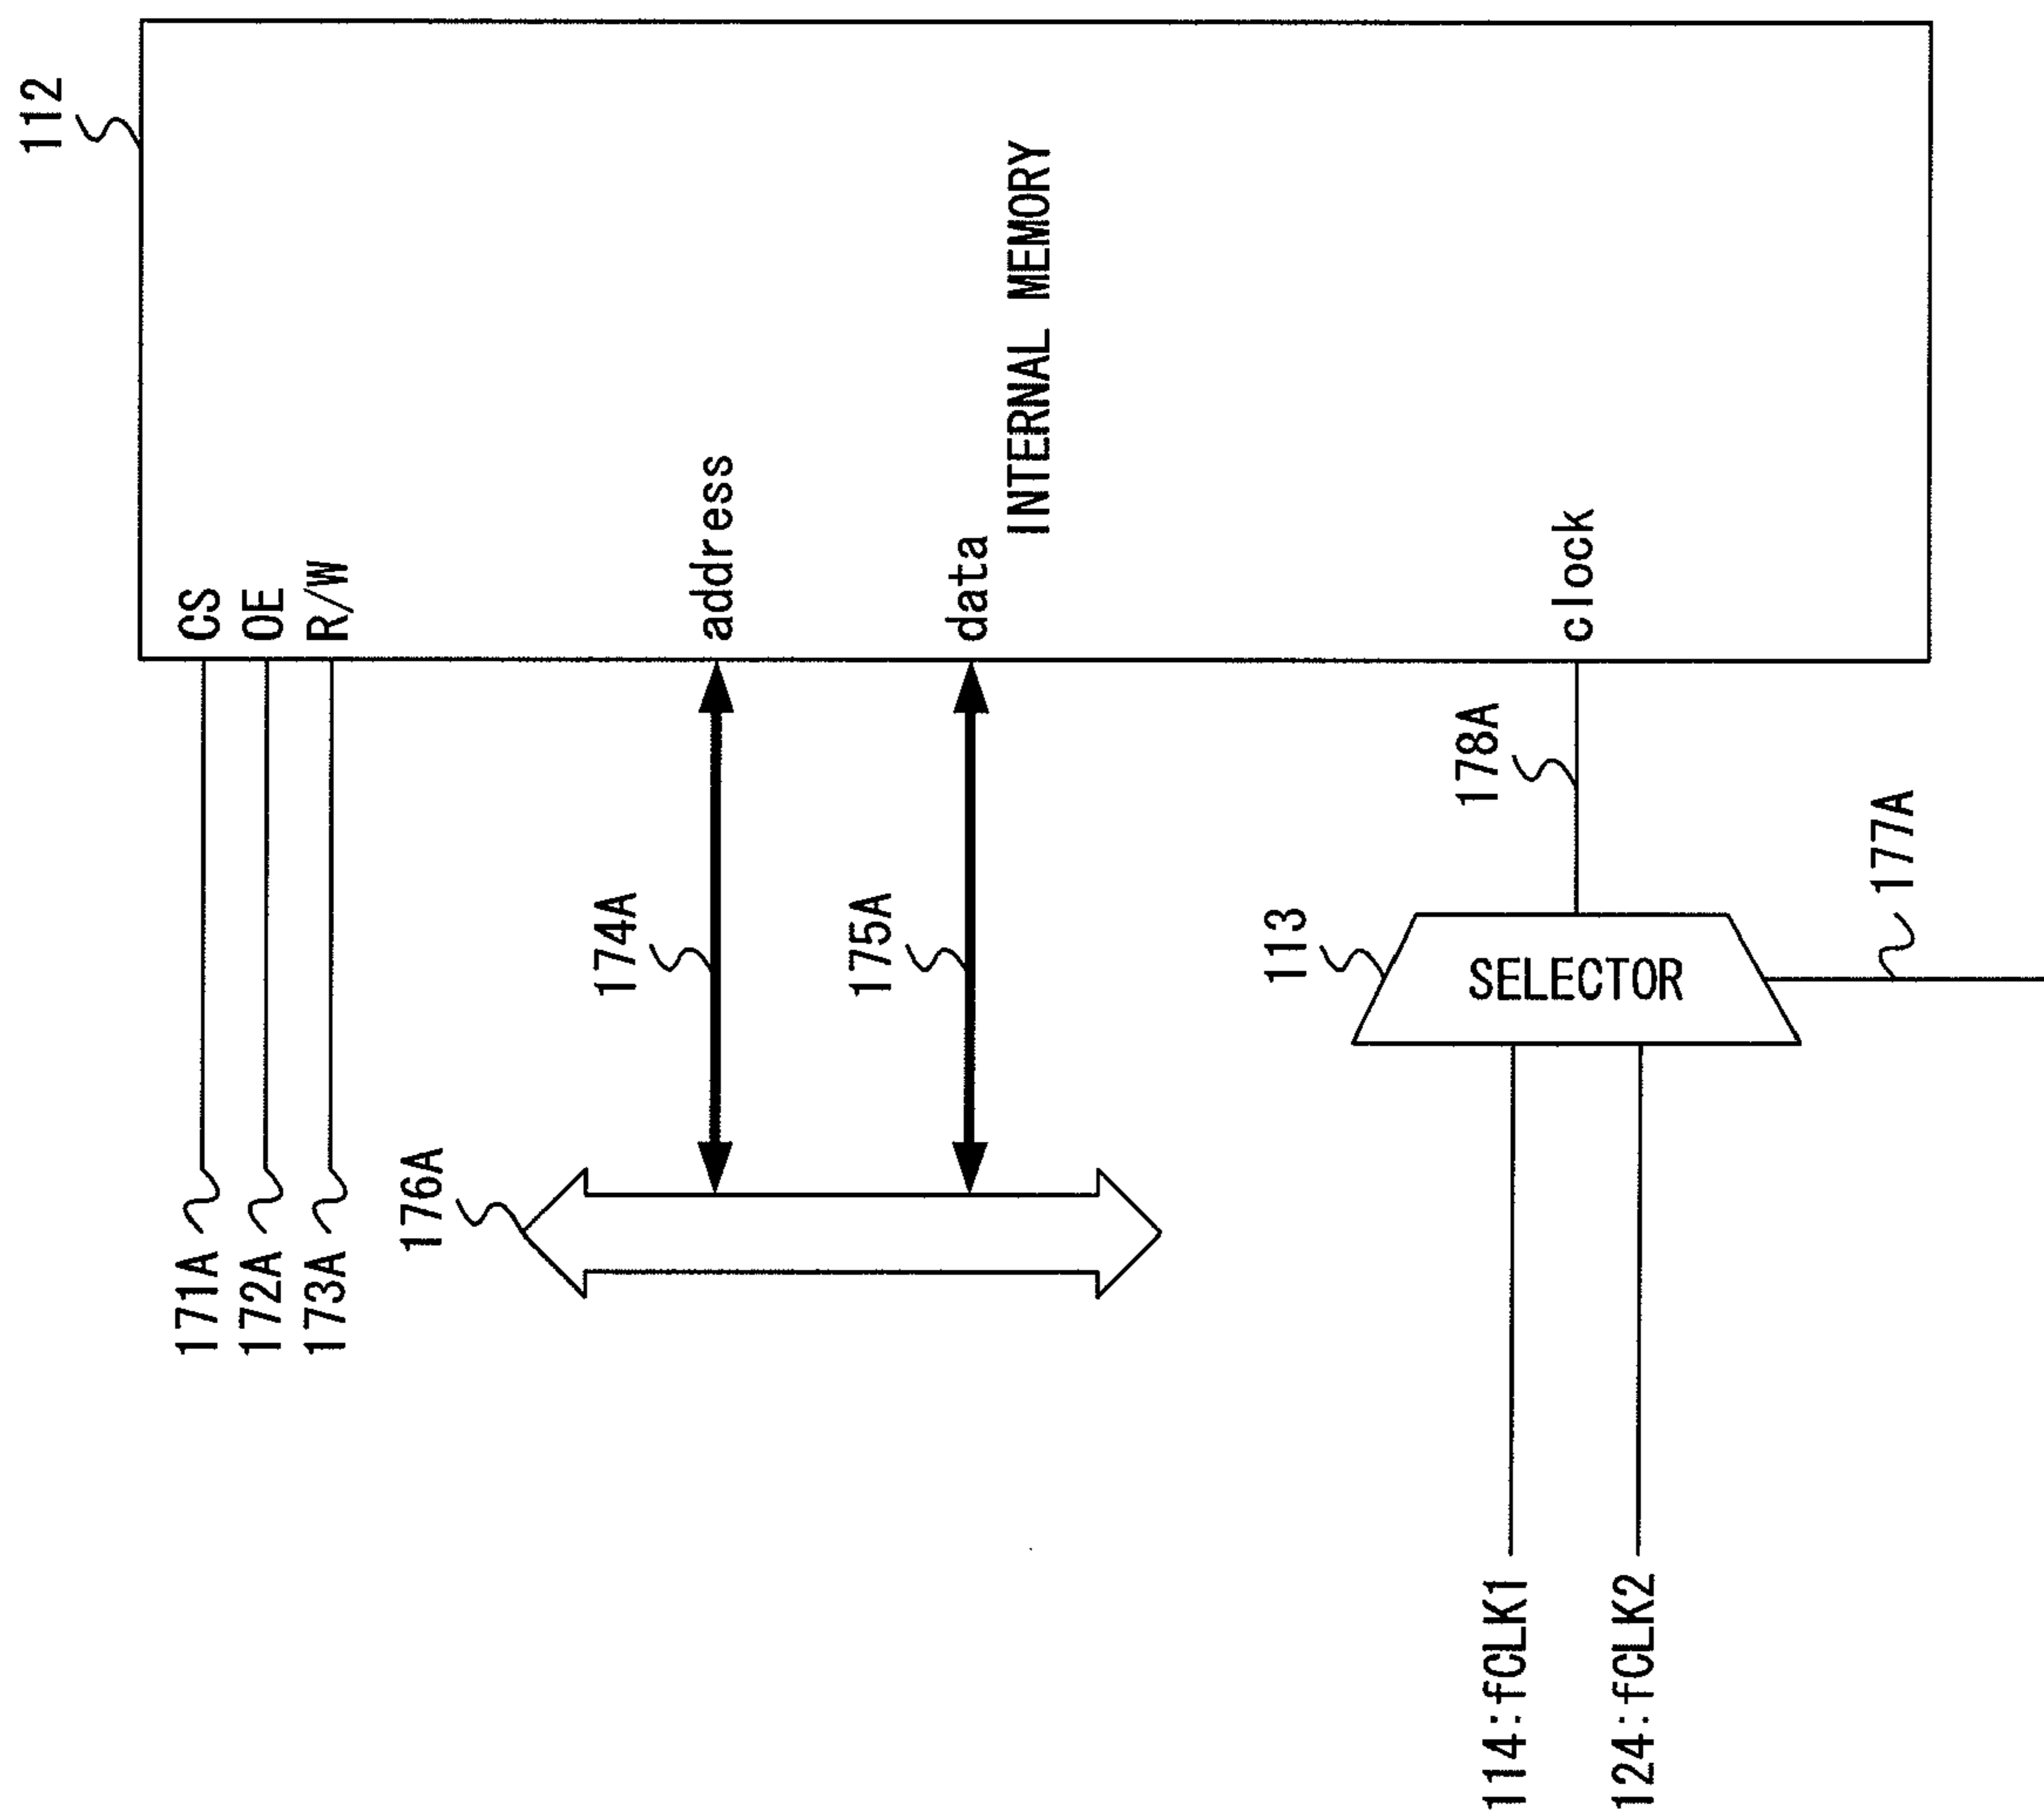 112
CS
OE
R/W
171A
172A
173A
address
174A
data
175A
176A
INTERNAL MEMORY
clock
178A
177A
113
SELECTOR
114:fCLK1
124:fCLK2